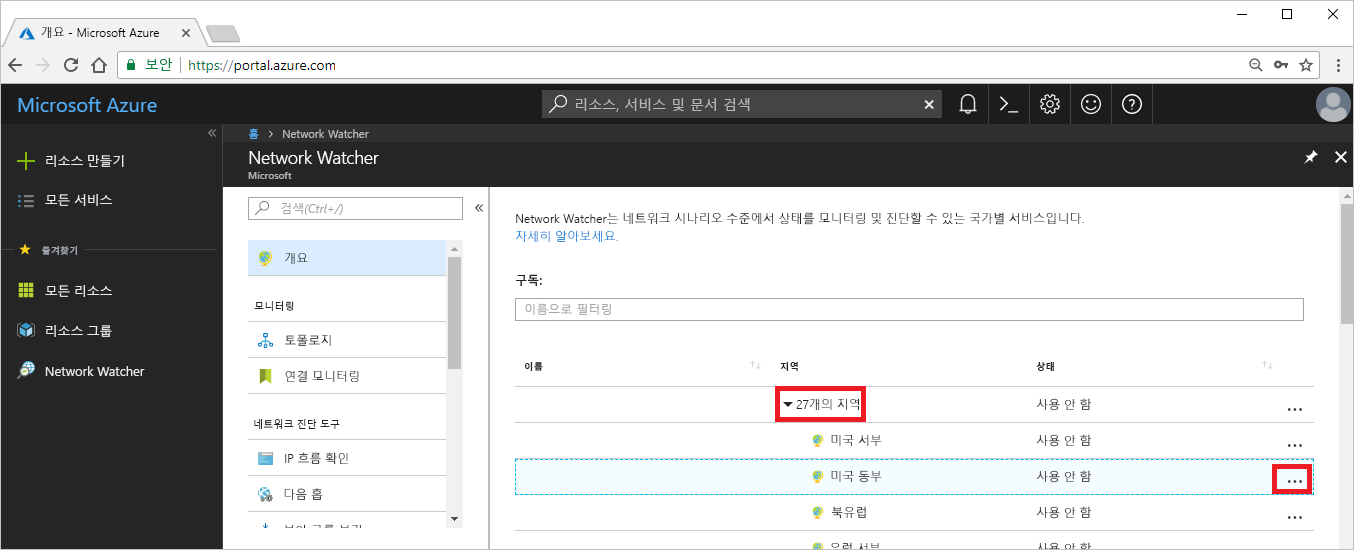 개요 - Microsoft Azure
보안 https://portal.azure.com
Microsoft Azure
리소스, 서비스 및 문서 검색
홈 > Network Watcher
Network Watcher
Microsoft
리소스 만들기
모든 서비스
즐겨찾기
모든 리소스
리소스 그룹
Network Watcher
검색(Ctrl+/)
개요
모니터링
토폴로지
연결 모니터링
네트워크 진단 도구
IP 흐름 확인
다음 홉
Network Watcher는 네트워크 시나리오 수준에서 상태를 모니터링 및 진단할 수 있는 국가별 서비스입니다.
자세히 알아보세요.
구독:
이름으로 필터링
이름 지역 상태
27개의 지역 사용 안 함 ...
미국 서부 사용 안 함 ...
미국 동부 사용 안 함 ...
북유럽 사용 안 함 ...